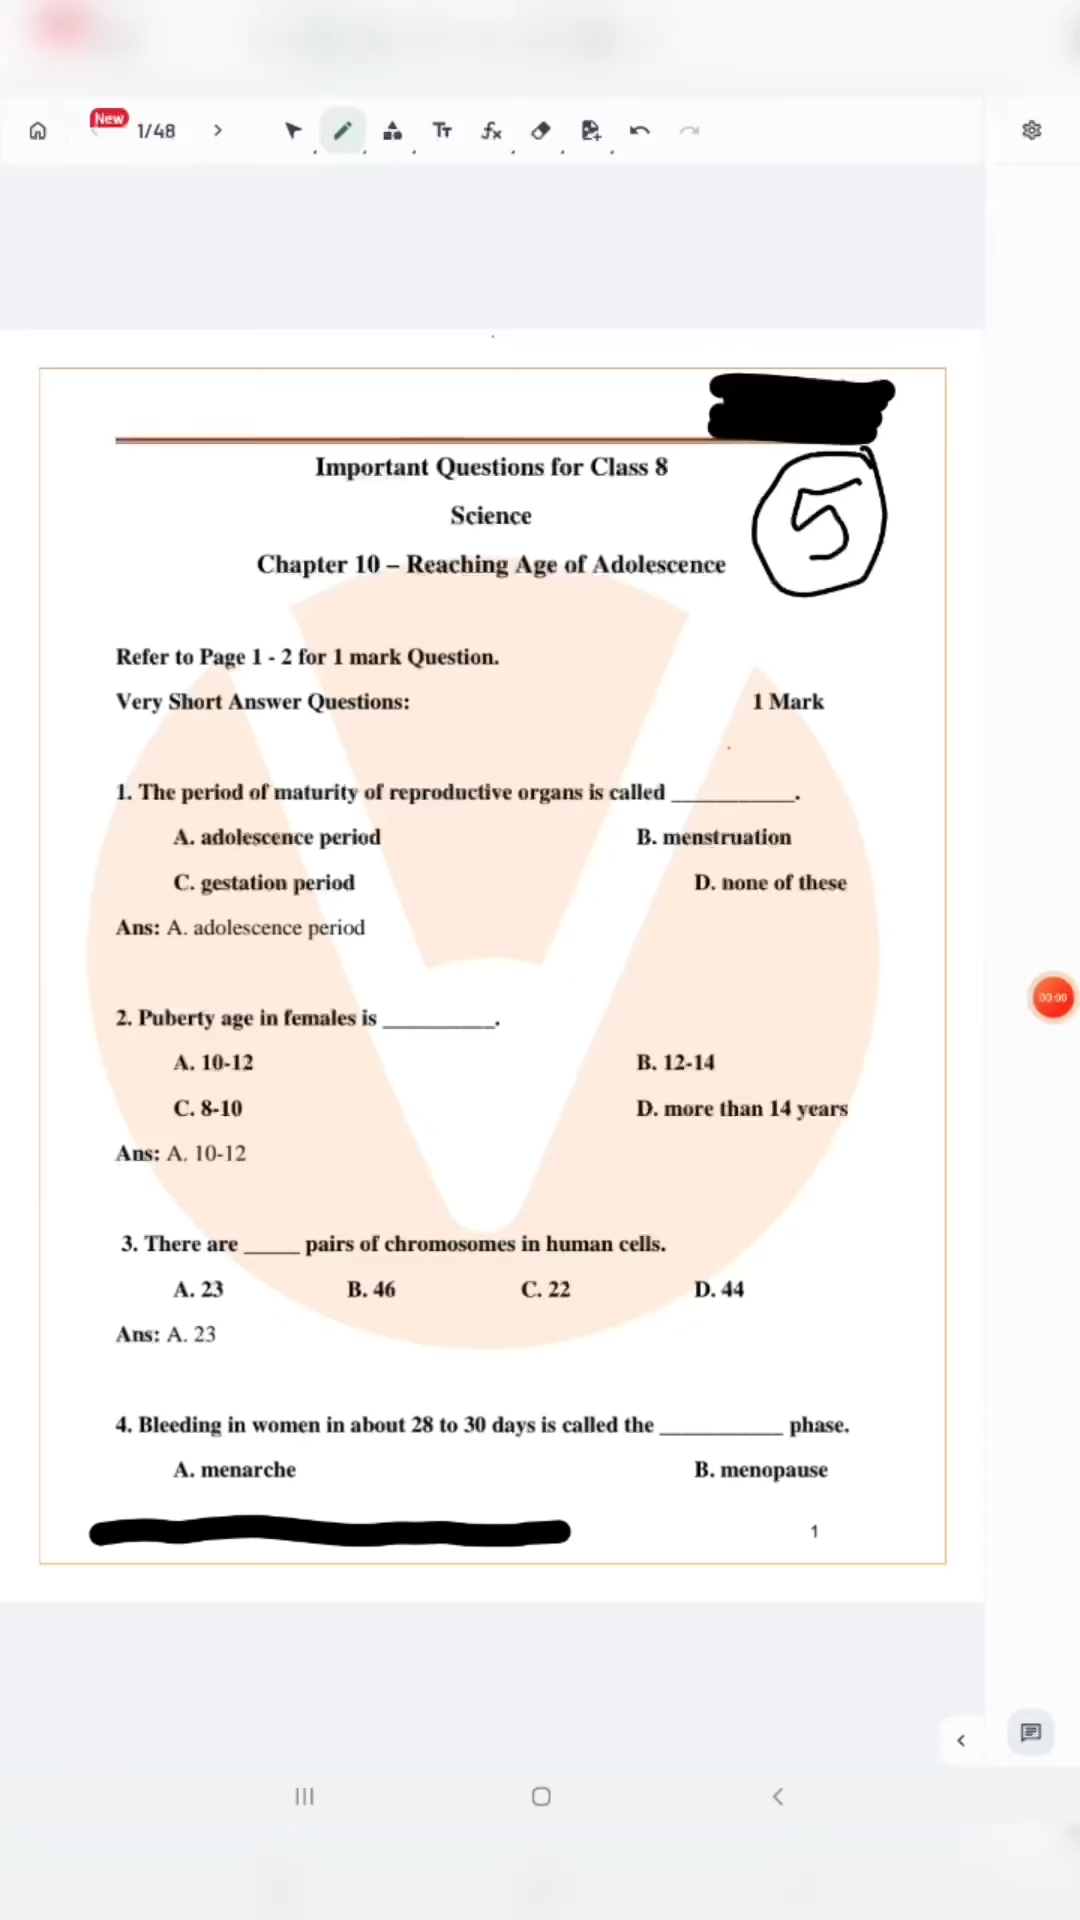 New
1/48
Tт
fx
5
Important Questions for Class 8
Science
Chapter 10 – Reaching Age of Adolescence
Refer to Page 1 - 2 for 1 mark Question.
Very Short Answer Questions: 1 Mark
1. The period of maturity of reproductive organs is called ___________.
A. adolescence period B. menstruation
C. gestation period D. none of these
Ans: A. adolescence period
00:00
2. Puberty age in females is __________.
A. 10-12 B. 12-14
C. 8-10 D. more than 14 years
Ans: A. 10-12
3. There are _____ pairs of chromosomes in human cells.
A. 23 B. 46 C. 22 D. 44
Ans: A. 23
4. Bleeding in women in about 28 to 30 days is called the ___________ phase.
A. menarche B. menopause
1